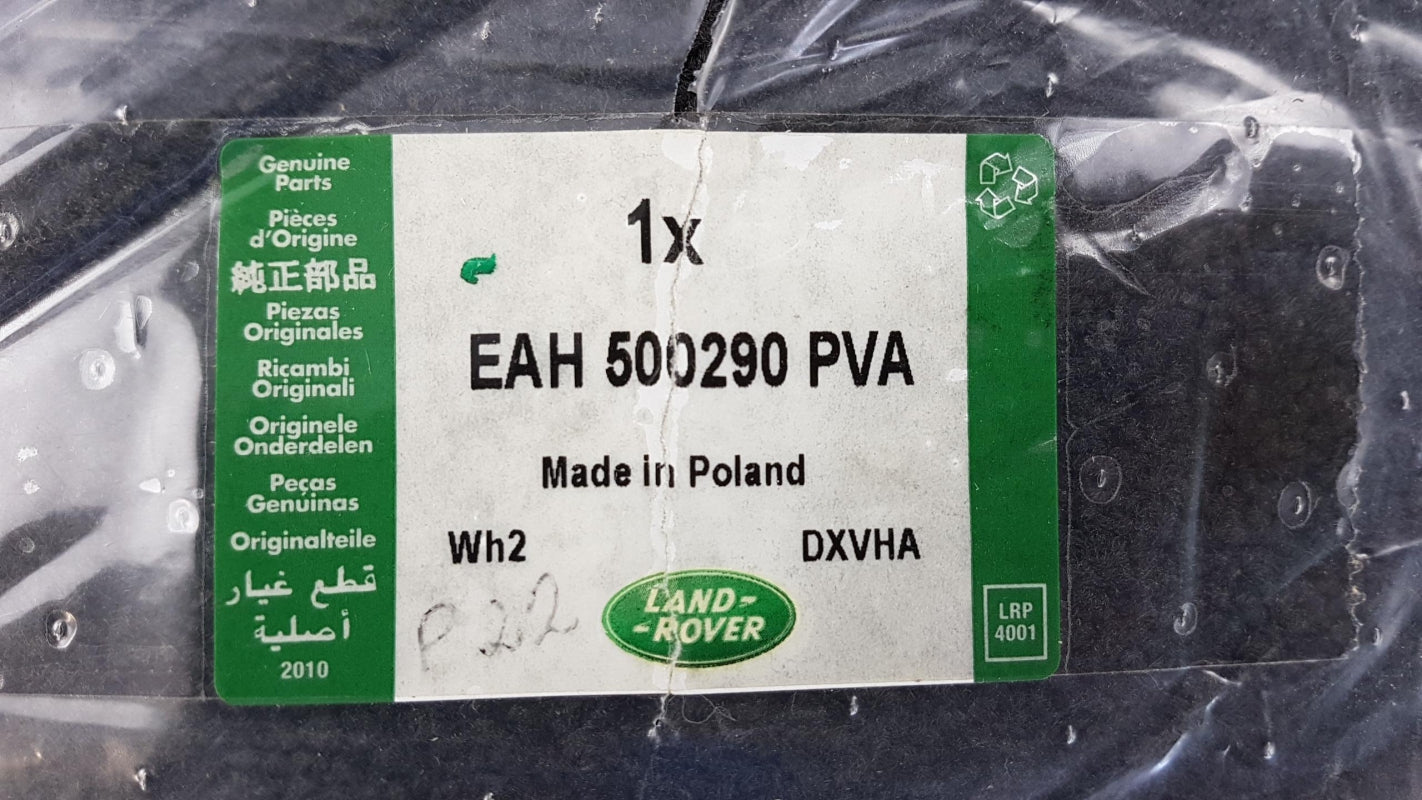 Genuine
Parts
Pièces
d'Origine
純正部品
Piezas
Originales
Ricambi
Originali
Originele
Onderdelen
Peças
Genuinas
Originalteile
قطع غيار
أصلية
2010
1x
EAH 500290 PVA
Made in Poland
Wh2
DXVHA
P 22
LAND-
-ROVER
LRP
4001